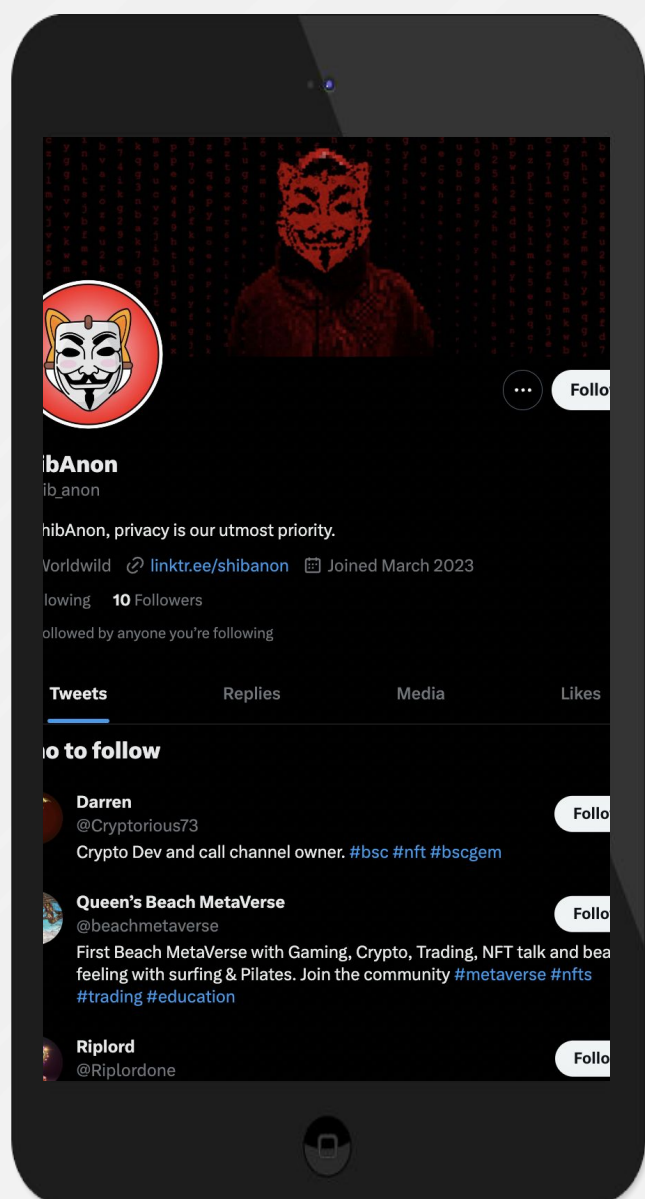 Follo
ibAnon
ib_anon
hibAnon, privacy is our utmost priority.
Worldwild linktr.ee/shibanon Joined March 2023
lowing 10 Followers
ollowed by anyone you're following
Tweets Replies Media Likes
o to follow
Darren
@Cryptorious73
Follo
Crypto Dev and call channel owner. #bsc #nft #bscgem
Queen's Beach MetaVerse
@beachmetaverse
Follo
First Beach MetaVerse with Gaming, Crypto, Trading, NFT talk and bea
feeling with surfing & Pilates. Join the community #metaverse #nfts
#trading #education
Riplord
@Riplordone
Follo